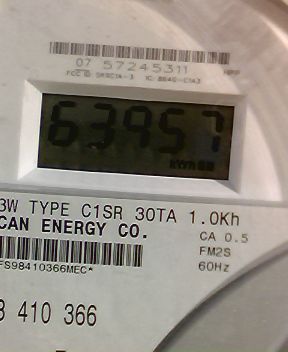 07 57245311
63957
3W TYPE C1SR 30TA 1.0Kh
CAN ENERGY CO.
CA 0.5
FM2S
60Hz
FS98410366MEC*
8 410 366